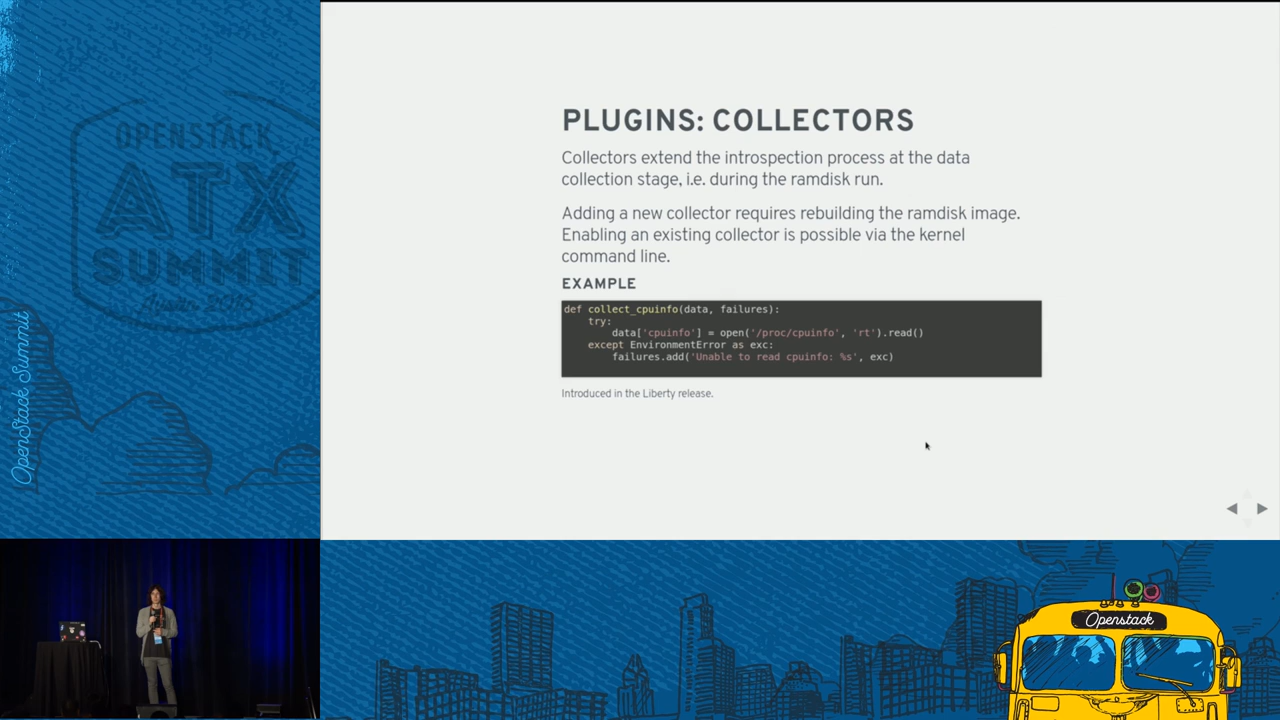 OPENSTACK
ATX
SUMMIT
Austin 2016
OpenStack Summit
PLUGINS: COLLECTORS
Collectors extend the introspection process at the data
collection stage, i.e. during the ramdisk run.
Adding a new collector requires rebuilding the ramdisk image.
Enabling an existing collector is possible via the kernel
command line.
EXAMPLE
def collect_cpuinfo(data, failures):
    try:
        data['cpuinfo'] = open('/proc/cpuinfo', 'rt').read()
    except EnvironmentError as exc:
        failures.add('Unable to read cpuinfo: %s', exc)
Introduced in the Liberty release.
Openstack